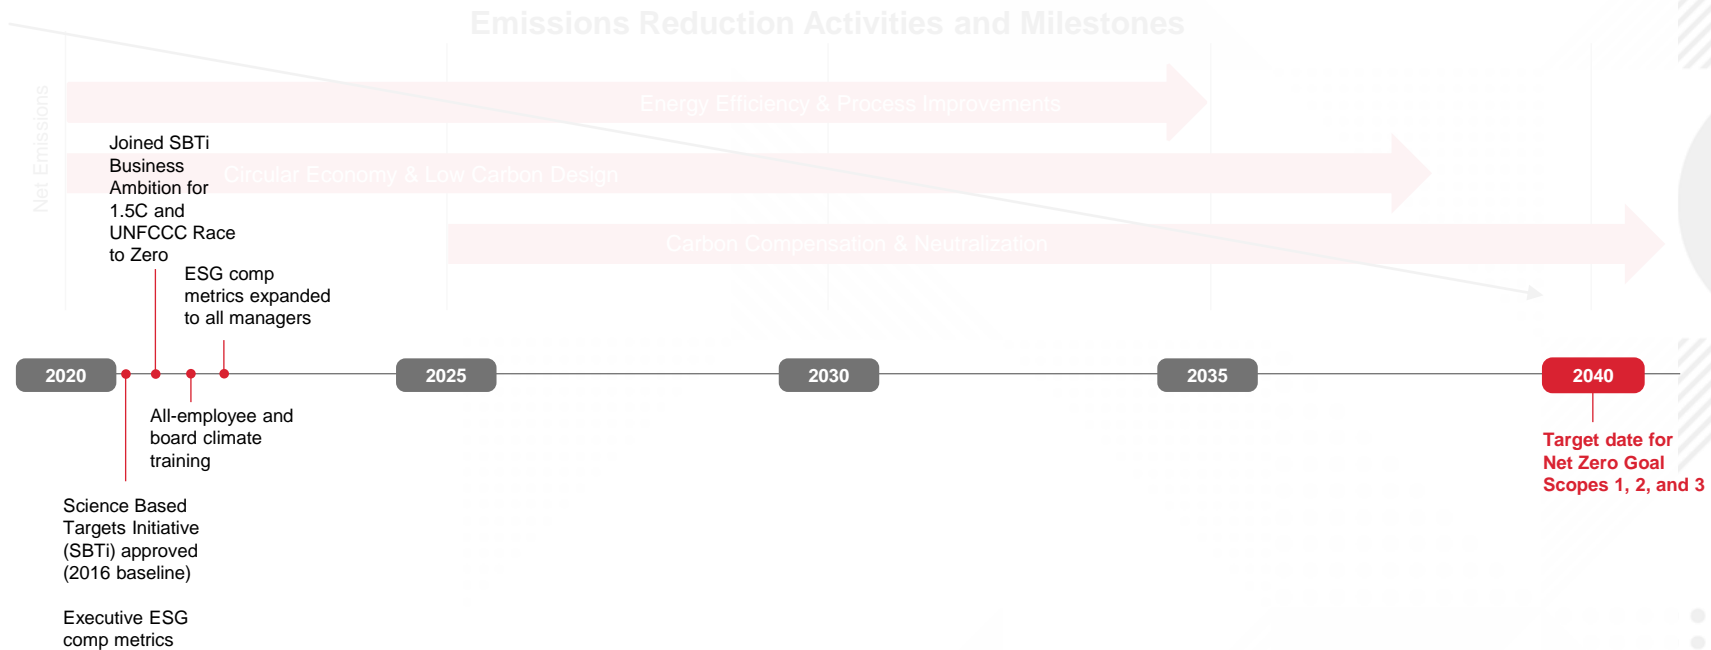 Emissions Reduction Activities and Milestones
Net Emissions
Energy Efficiency & Process Improvements
Circular Economy & Low Carbon Design
Carbon Compensation & Neutralization
Joined SBTi
Business
Ambition for
1.5C and
UNFCCC Race
to Zero
ESG comp
metrics expanded
to all managers
2020
2025
2030
2035
2040
All-employee and
board climate
training
Science Based
Targets Initiative
(SBTi) approved
(2016 baseline)
Executive ESG
comp metrics
Target date for
Net Zero Goal
Scopes 1, 2, and 3